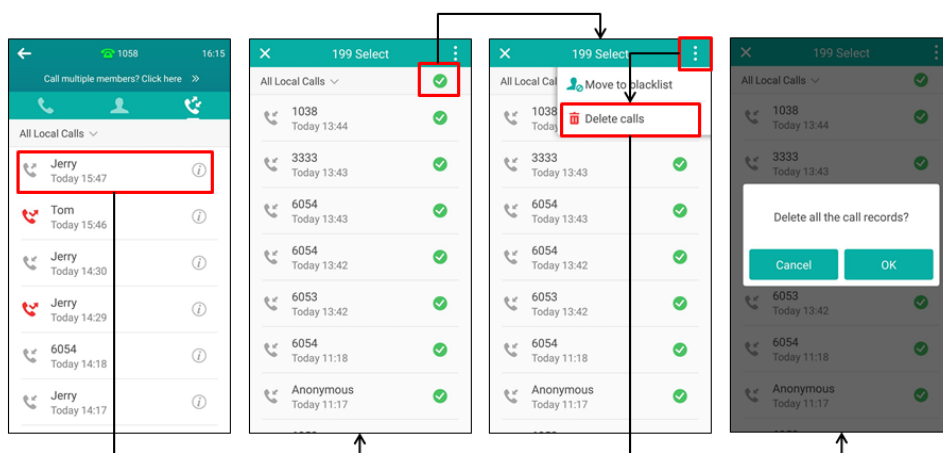 1058 16:15
Call multiple members? Click here »
All Local Calls
Jerry
Today 15:47
Tom
Today 15:46
Jerry
Today 14:30
Jerry
Today 14:29
6054
Today 14:18
Jerry
Today 14:17
199 Select
All Local Calls
1038
Today 13:44
3333
Today 13:43
6054
Today 13:43
6054
Today 13:42
6053
Today 13:42
6054
Today 11:18
Anonymous
Today 11:17
199 Select
All Local Cal
Move to placklist
1038
Today
Delete calls
3333
Today 13:43
6054
Today 13:43
6054
Today 13:42
6053
Today 13:42
6054
Today 11:18
Anonymous
Today 11:17
199 Select
All Local Calls
1038
Today 13:44
3333
Today 13:43
Delete all the call records?
Cancel OK
6053
Today 13:42
6054
Today 11:18
Anonymous
Today 11:17